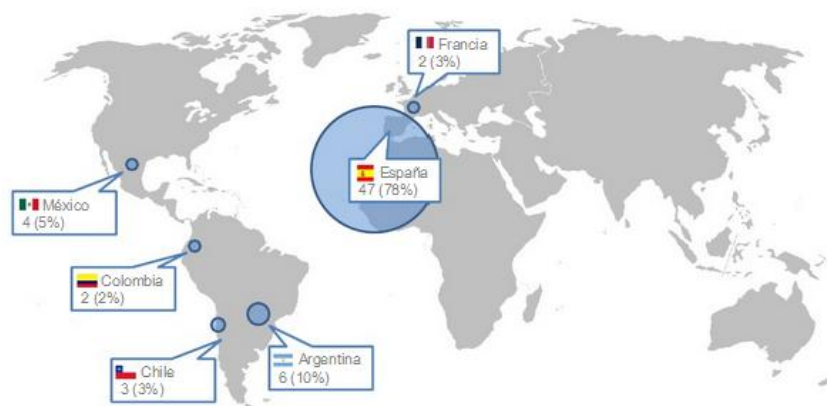 Francia
2 (3%)
España
47 (78%)
México
4 (5%)
Colombia
2 (2%)
Chile
3 (3%)
Argentina
6 (10%)